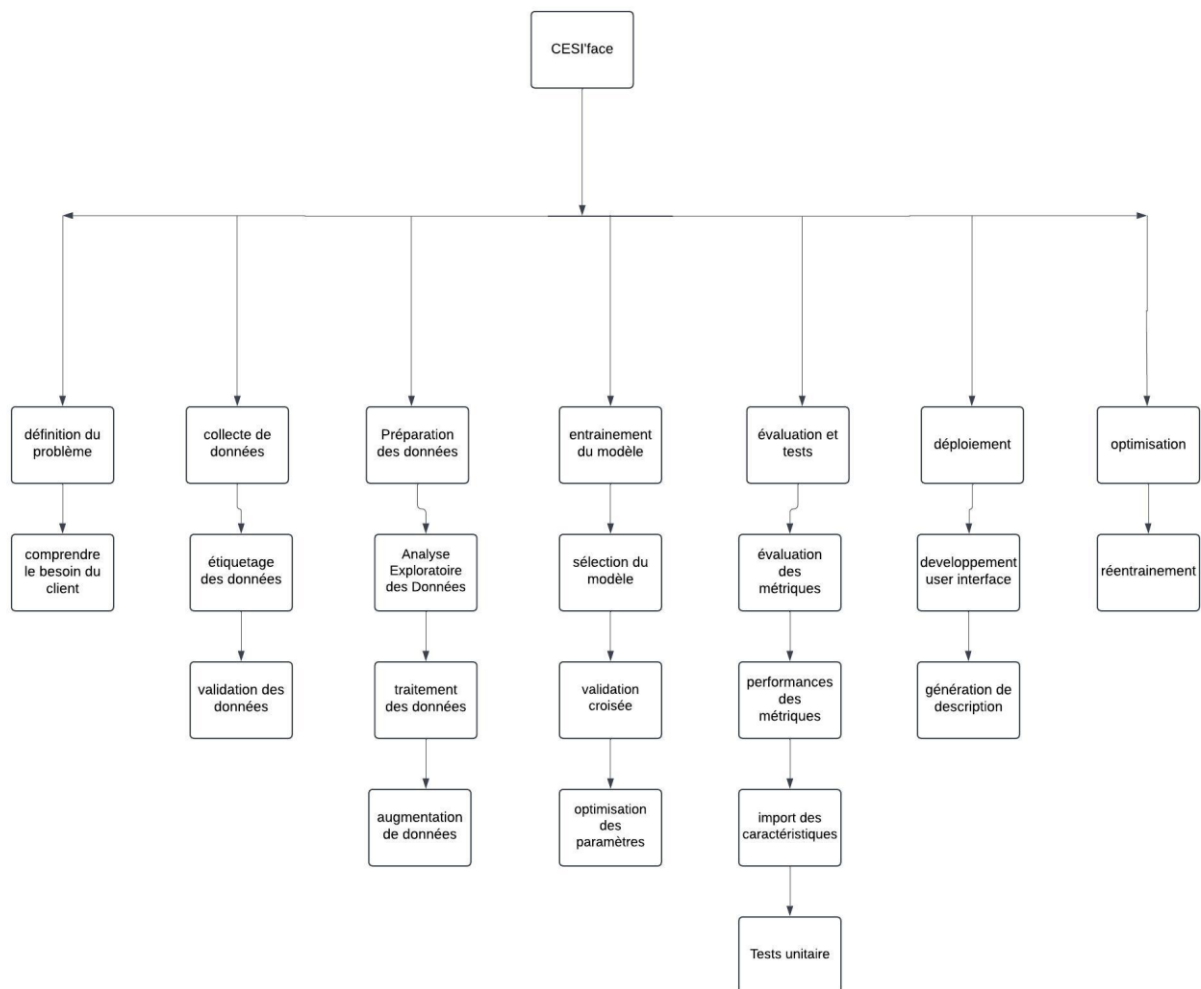 CESI'face
définition du
problème
collecte de
données
Préparation
des données
entrainement
du modèle
évaluation et
tests
déploiement
optimisation
comprendre
le besoin du
client
étiquetage
des données
Analyse
Exploratoire
des Données
sélection du
modèle
évaluation
des
métriques
developpement
user interface
réentrainement
validation des
données
traitement
des données
validation
croisée
performances
des
métriques
génération de
description
augmentation
de données
optimisation
des
paramètres
import des
caractéristiques
Tests unitaire